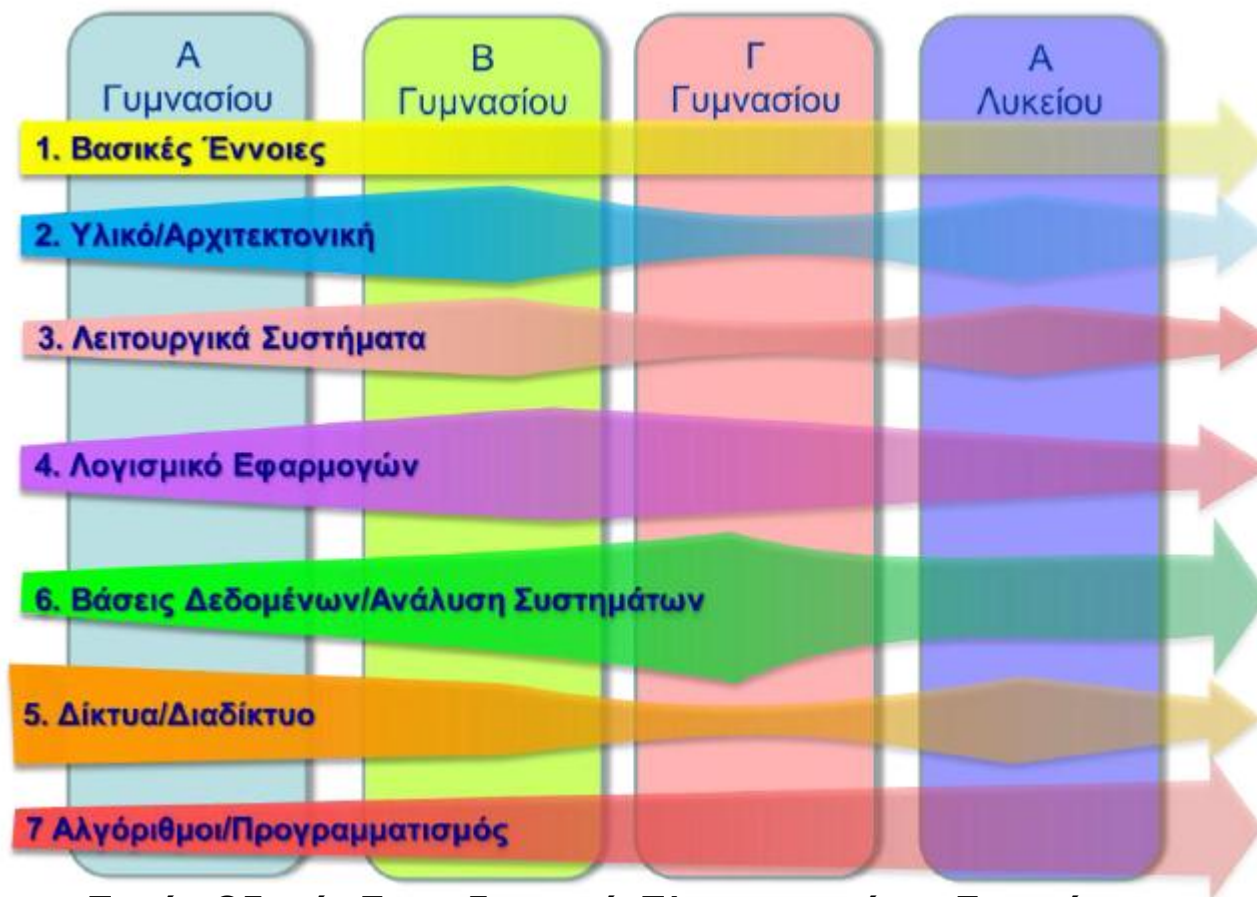 Α
Γυμνασίου
Β
Γυμνασίου
Γ
Γυμνασίου
Α
Λυκείου
1. Βασικές Έννοιες
2. Υλικό/Αρχιτεκτονική
3. Λειτουργικά Συστήματα
4. Λογισμικό Εφαρμογών
6. Βάσεις Δεδομένων/Ανάλυση Συστημάτων
5. Δίκτυα/Διαδίκτυο
7 Αλγόριθμοι/Προγραμματισμός